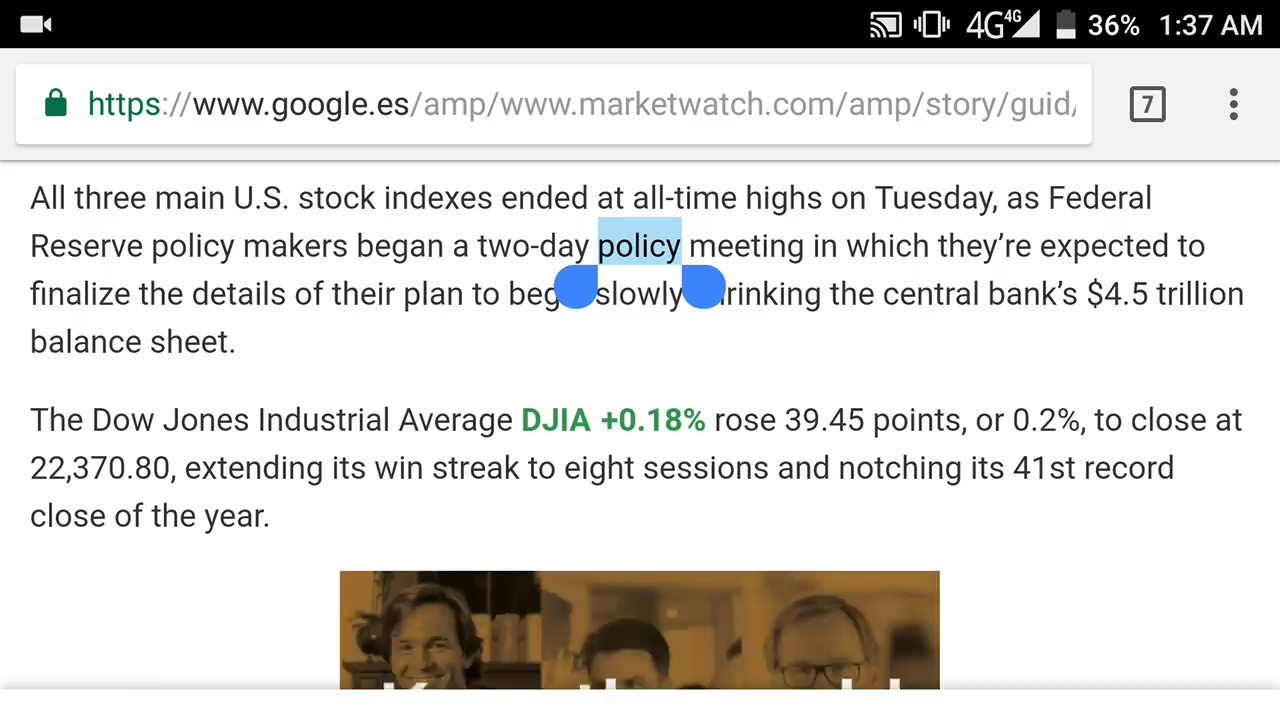 4G 4G 36% 1:37 AM
https://www.google.es/amp/www.marketwatch.com/amp/story/guid/
7
All three main U.S. stock indexes ended at all-time highs on Tuesday, as Federal
Reserve policy makers began a two-day policy meeting in which they’re expected to
finalize the details of their plan to slowly the central bank’s $4.5 trillion
balance sheet.
The Dow Jones Industrial Average DJIA +0.18% rose 39.45 points, or 0.2%, to close at
22,370.80, extending its win streak to eight sessions and notching its 41st record
close of the year.